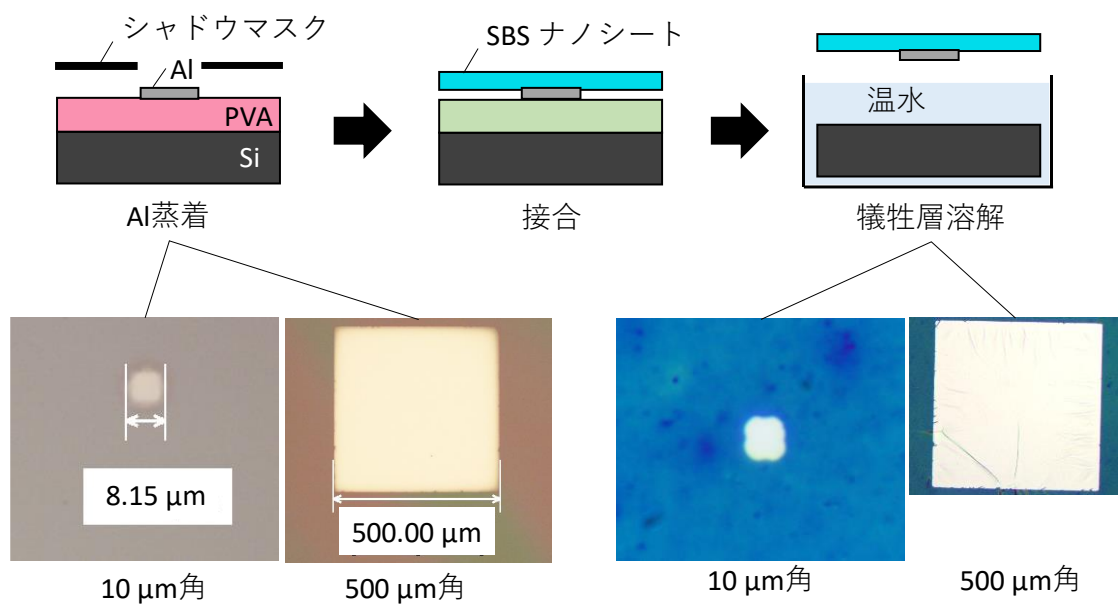 シャドウマスク
Al
PVA
Si
Al蒸着
SBS ナノシート
接合
温水
犠牲層溶解
8.15 µm
10 µm角
500.00 µm
500 µm角
10 µm角
500 µm角